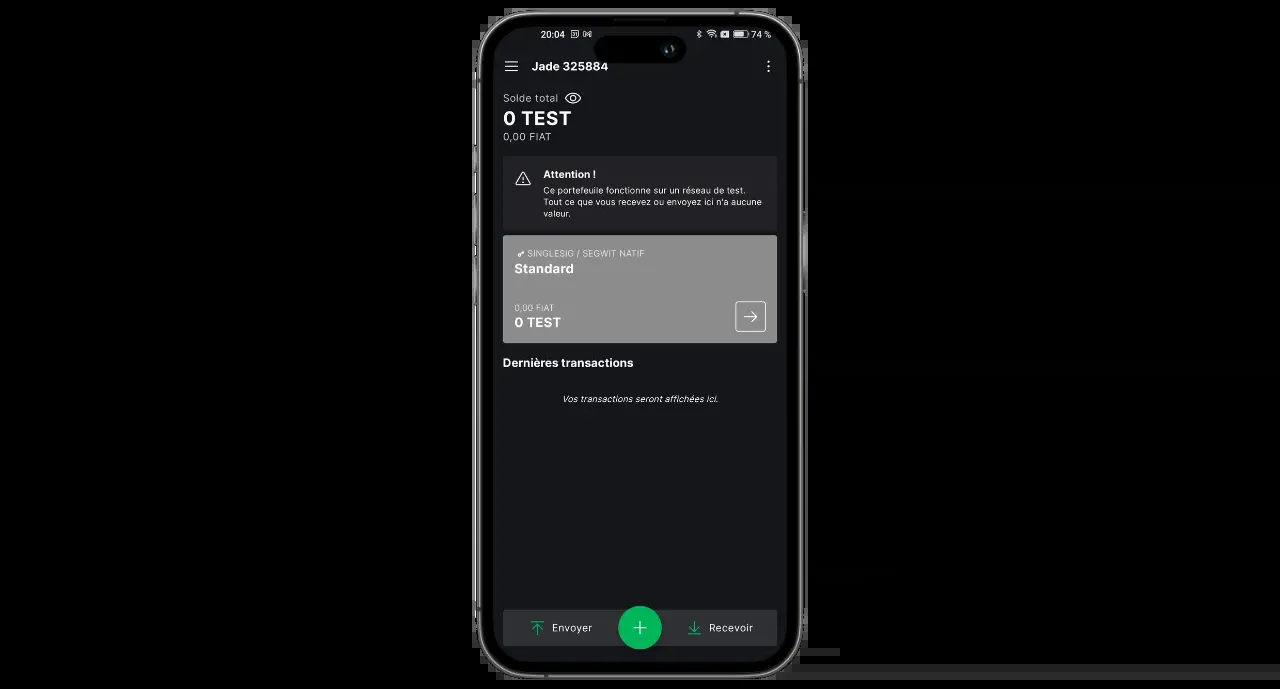 20:04
74 %
Jade 325884
Solde total
0 TEST
0,00 FIAT
Attention !
Ce portefeuile fonctionne sur un réseau de test.
Tout ce que vous recevez ou envoyez ici n'a aucune
valeur.
SINGLESIG / SEGWIT NATIF
Standard
0,00 FIAT
0 TEST
Dernières transactions
Vos transactions seront affichées ici.
Envoyer
Recevoir